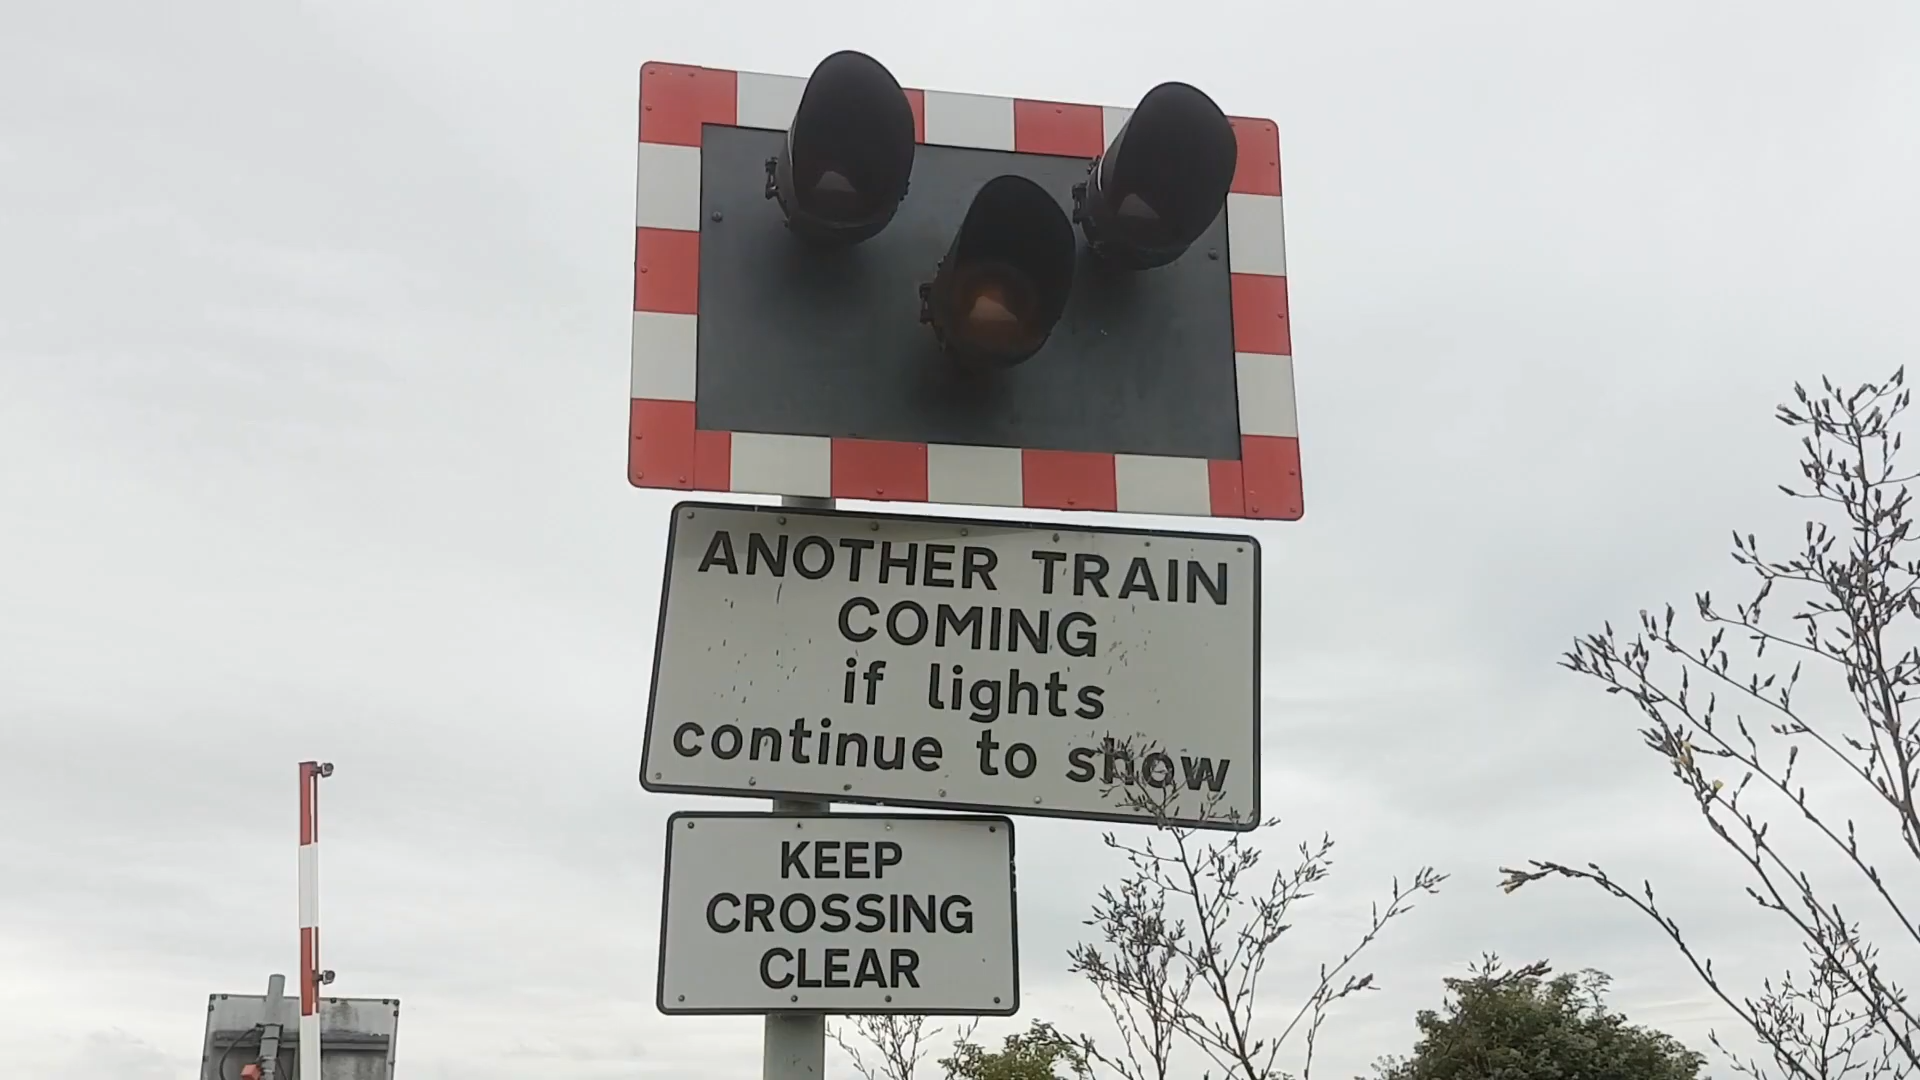 ANOTHER TRAIN
COMING
if lights
continue to show
KEEP
CROSSING
CLEAR